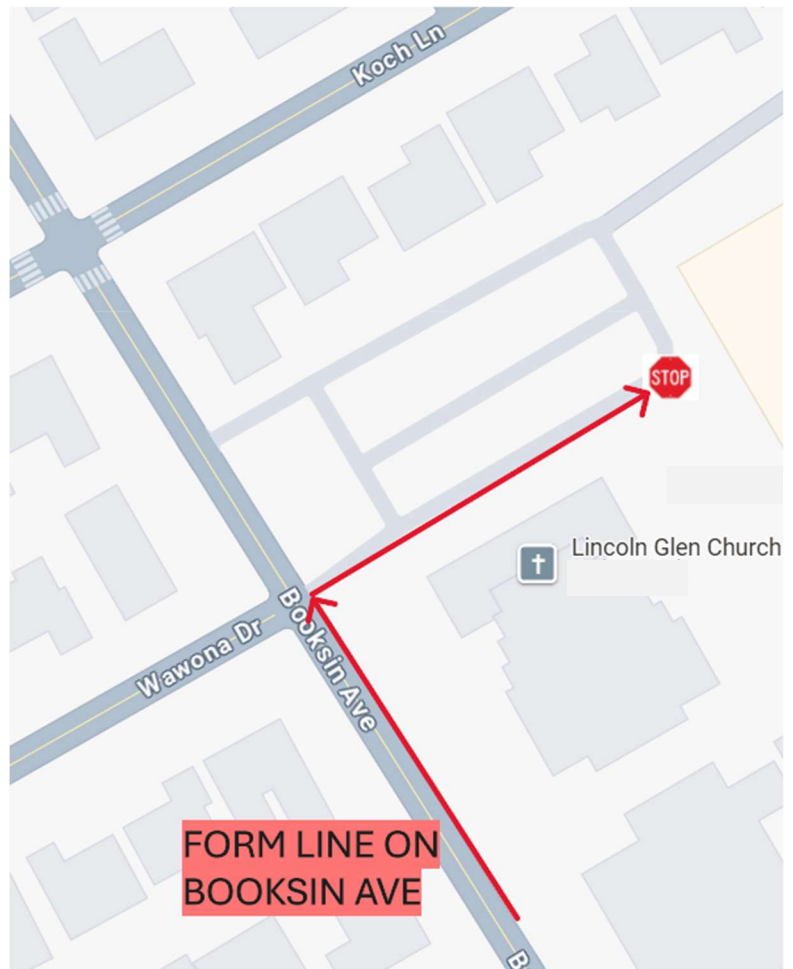 Koch Ln
STOP
Lincoln Glen Church
Booksin Ave
Wawona Dr
FORM LINE ON
BOOKSIN AVE
B